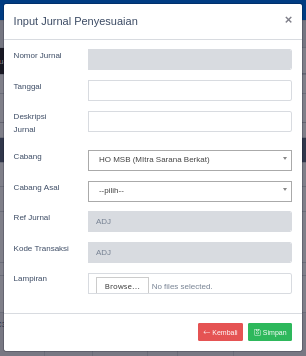 Input Jurnal Penyesuaian ×
Nomor Jurnal
Tanggal
Deskripsi
Jurnal
Cabang HO MSB (Mitra Sarana Berkat)
Cabang Asal --pilih--
Ref Jurnal ADJ
Kode Transaksi ADJ
Lampiran Browse... No files selected.
Kembali Simpan